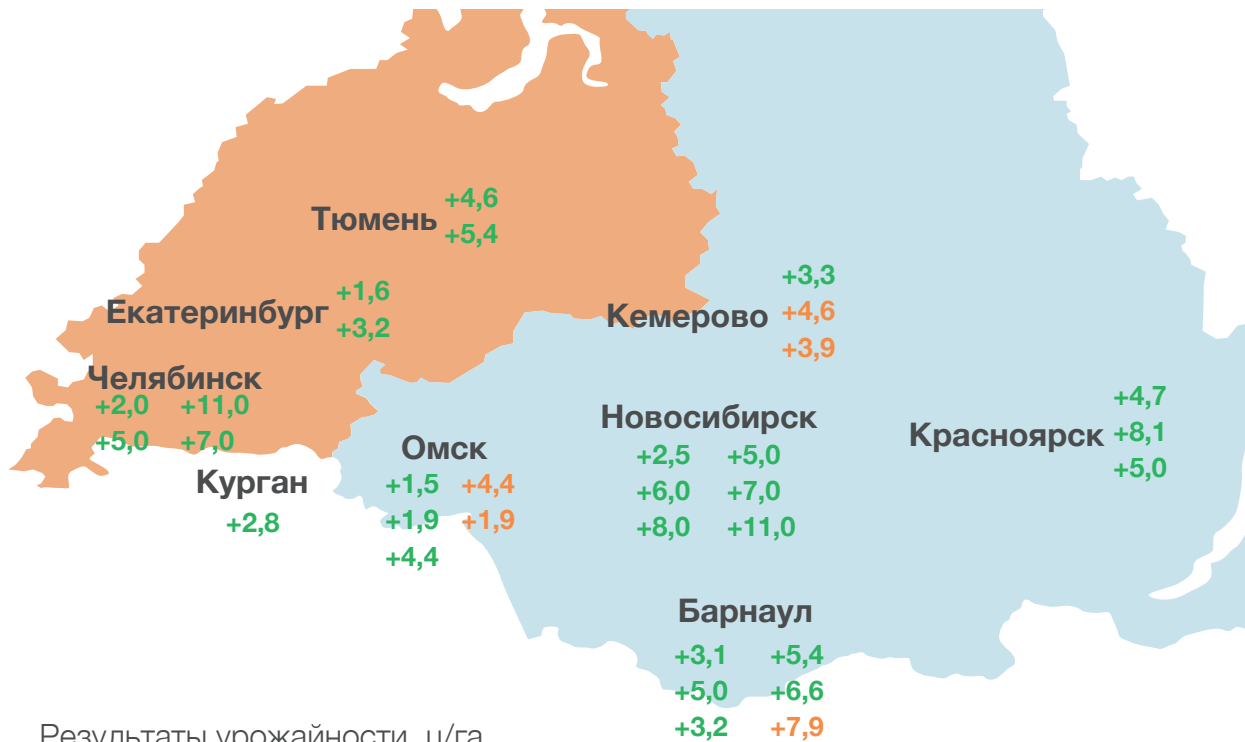 Тюмень
+4,6
+5,4
Екатеринбург
+1,6
+3,2
+3,3
Кемерово
+4,6
+3,9
Челябинск
+2,0 +11,0
+5,0 +7,0
Курган
+2,8
Омск
+1,5 +4,4
+1,9 +1,9
+4,4
Новосибирск
+2,5 +5,0
+6,0 +7,0
+8,0 +11,0
Красноярск
+4,7
+8,1
+5,0
Барнаул
+3,1 +5,4
+5,0 +6,6
+3,2 +7,9
Результаты урожайности, ц/га